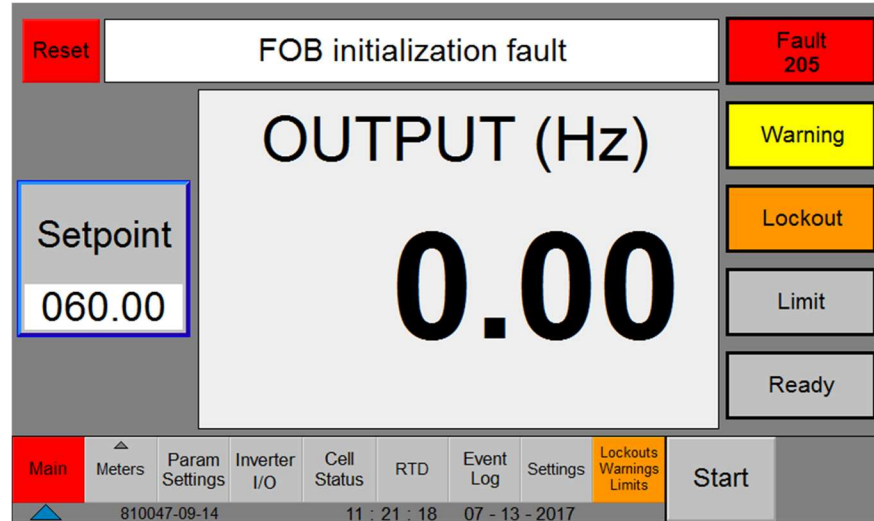 Reset
FOB initialization fault
Fault
205
OUTPUT (Hz)
Warning
Setpoint
060.00
0.00
Lockout
Limit
Ready
Main
Meters
Param
Settings
Inverter
I/O
Cell
Status
RTD
Event
Log
Settings
Lockouts
Warnings
Limits
Start
810047-09-14
11 : 21 : 18
07 - 13 - 2017